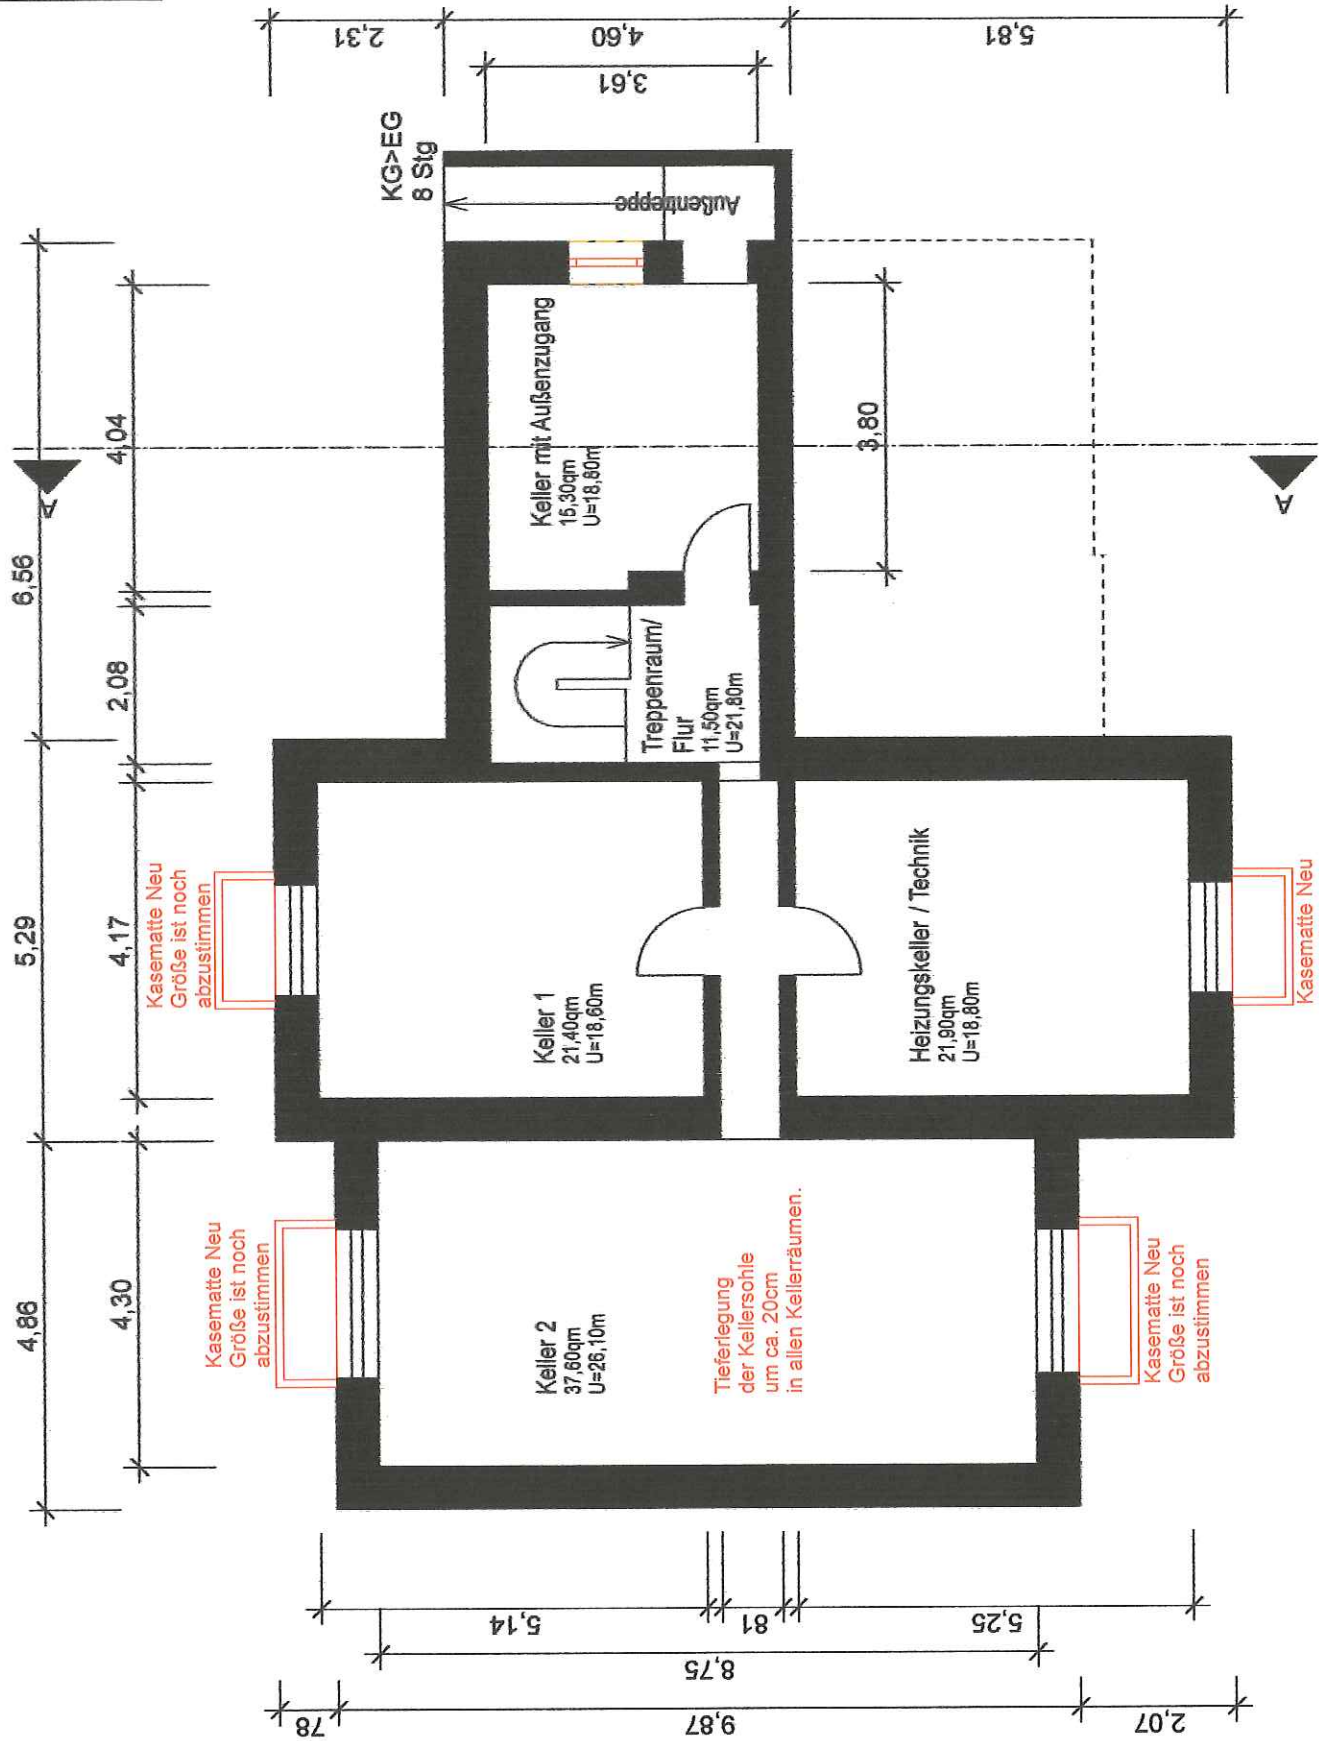 2,31
4,60
5,81
3,61
KG>EG
8 Stg
Außentreppe
6,56
4,04
A
Keller mit Außenzugang
15,30qm
U=18,80m
3,80
A
2,08
Treppenraum/
Flur
11,50qm
U=21,80m
5,29
4,17
Kasematte Neu
Größe ist noch
abzustimmen
Keller 1
21,40qm
U=18,60m
Heizungskeller / Technik
21,90qm
U=18,80m
Kasematte Neu
4,86
4,30
Kasematte Neu
Größe ist noch
abzustimmen
Keller 2
37,60qm
U=26,10m
Tieferlegung
der Kellersohle
um ca. 20cm
in allen Kellerräumen.
Kasematte Neu
Größe ist noch
abzustimmen
5,14
81
5,25
8,75
78
9,87
2,07